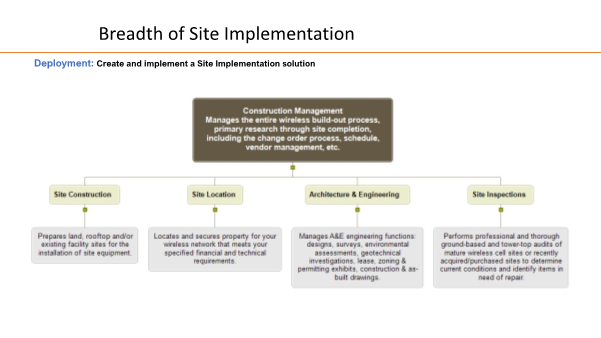 Breadth of Site Implementation
Deployment: Create and implement a Site Implementation solution
Construction Management
Manages the entire wireless build-out process,
primary research through site completion,
including the change order process, schedule,
vendor management, etc.
Site Construction
Site Location
Architecture & Engineering
Site Inspections
Prepares land, rooftop and/or
existing facility sites for the
installation of site equipment.
Locates and secures property for your
wireless network that meets your
specified financial and technical
requirements.
Manages A&E engineering functions:
designs, surveys, environmental
assessments, geotechnical
investigations, lease, zoning &
permitting exhibits, construction & as-
built drawings.
Performs professional and thorough
ground-based and tower-top audits of
mature wireless cell sites or recently
acquired/purchased sites to determine
current conditions and identify items in
need of repair.